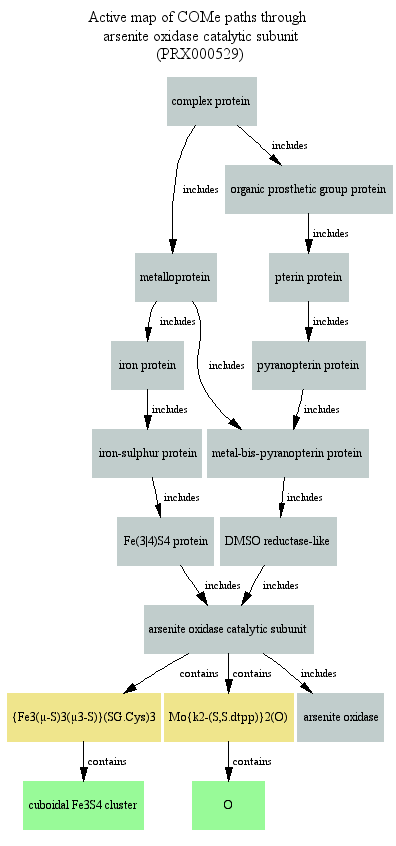 Active map of COMe paths through
arsenite oxidase catalytic subunit
(PRX000529)
complex protein
includes
includes
organic prosthetic group protein
includes
metalloprotein
pterin protein
includes
includes
iron protein
includes
pyranopterin protein
includes
includes
iron-sulphur protein
metal-bis-pyranopterin protein
includes
includes
Fe(3|4)S4 protein
DMSO reductase-like
includes
includes
arsenite oxidase catalytic subunit
contains
contains
includes
{Fe3(μ-S)3(μ3-S)}(SG.Cys)3
Mo{k2-(S,S.dtpp)}2(O)
arsenite oxidase
contains
contains
cuboidal Fe3S4 cluster
O